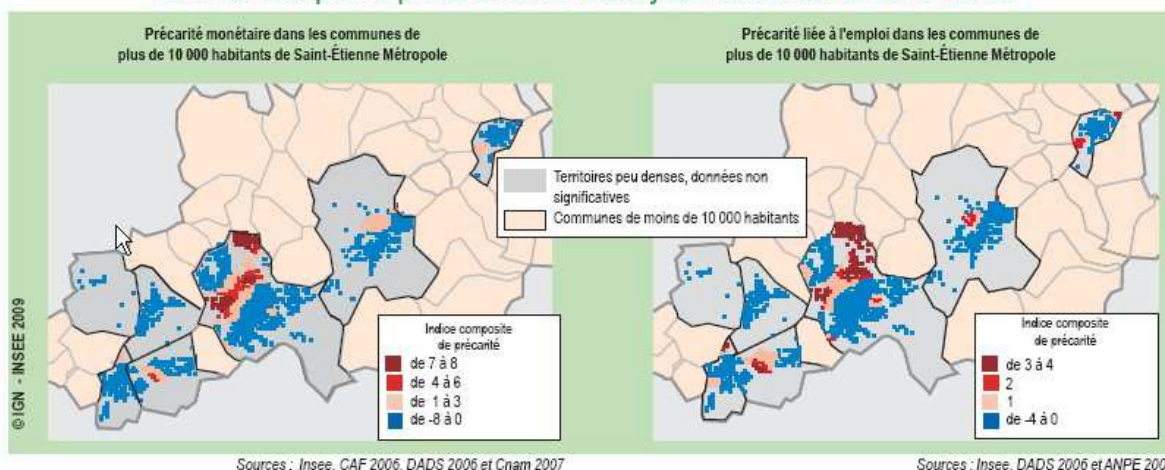 Précarité monétaire dans les communes de
plus de 10 000 habitants de Saint-Étienne Métropole
Précarité liée à l'emploi dans les communes de
plus de 10 000 habitants de Saint-Étienne Métropole
Territoires peu denses, données non
significatives
Communes de moins de 10 000 habitants
Indice composite
de précarité
de 7 à 8
de 4 à 6
de 1 à 3
de -8 à 0
Indice composite
de précarité
de 3 à 4
2
1
de -4 à 0
© IGN - INSEE 2009
Sources : Insee, CAF 2006, DADS 2006 et Cnam 2007
Sources : Insee, DADS 2006 et ANPE 200